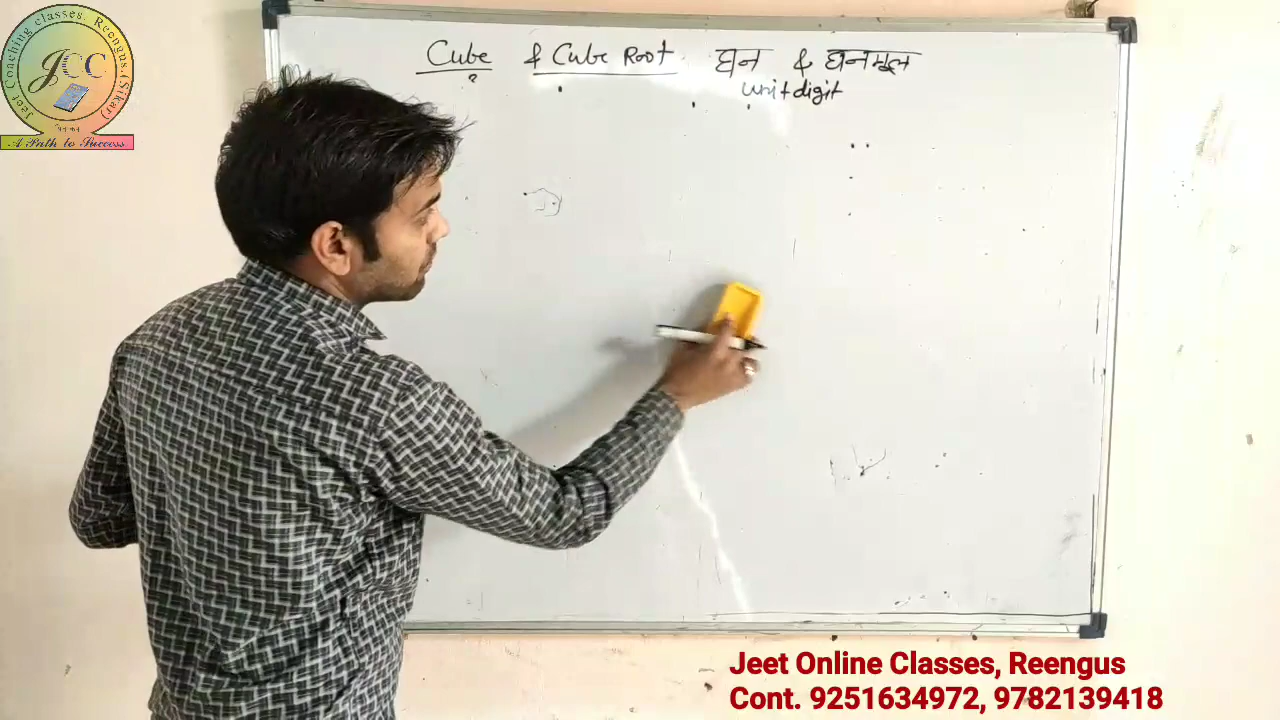 Jeet Coaching classes, Reengus (Sikar)
JCC
A Path to Success.
Cube & Cube Root घन & घनमूल
unit digit
Jeet Online Classes, Reengus
Cont. 9251634972, 9782139418